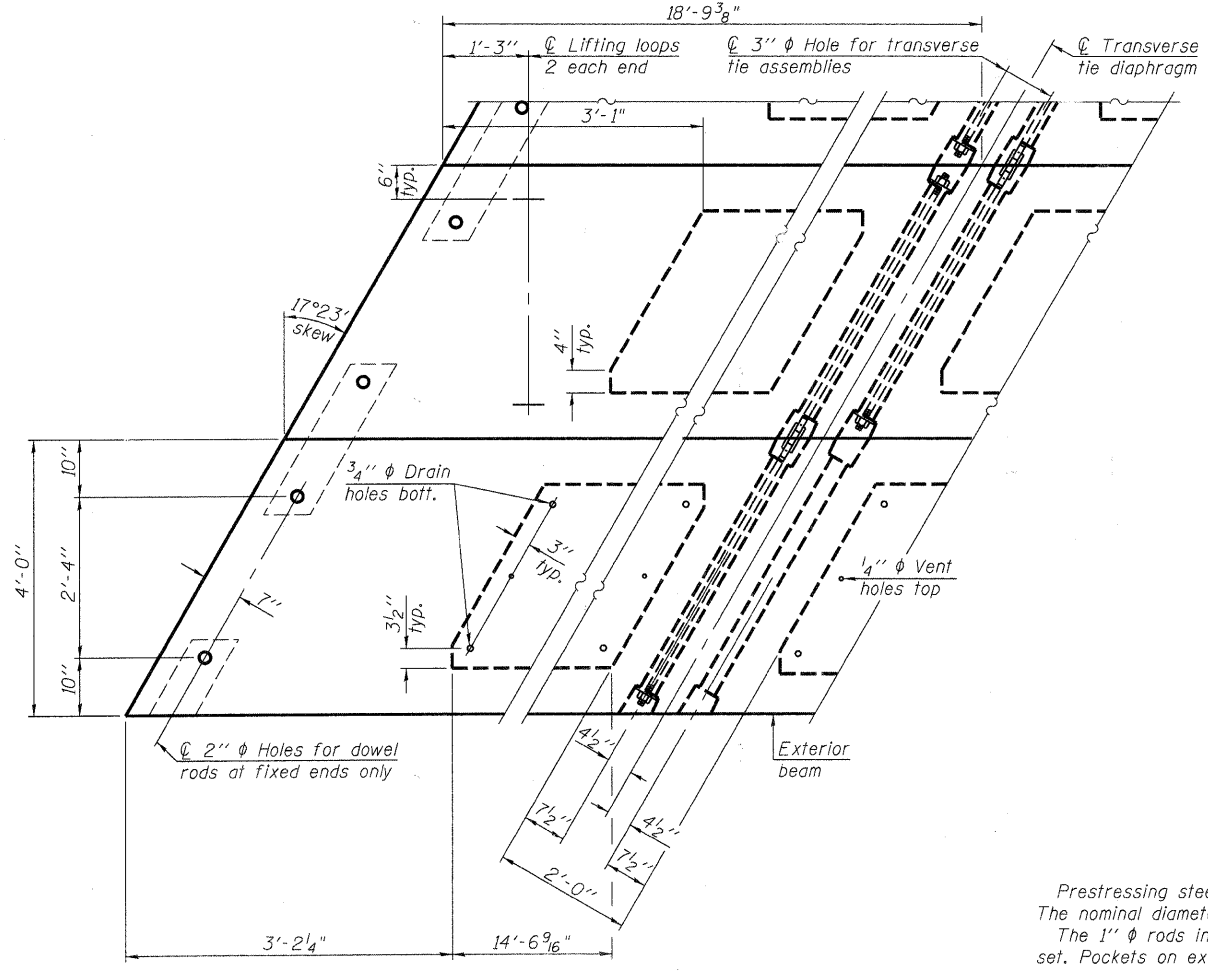 18'-9 3/8"
1'-3"
℄ Lifting loops
2 each end
℄ 3" ϕ Hole for transverse
tie assemblies
℄ Transverse
tie diaphragm
3'-1"
6"
typ.
17°23'
skew
4"
typ.
3/4" ϕ Drain
holes bott.
10"
4'-0"
2'-4"
10"
7"
3"
typ.
3 1/2"
typ.
1/4" ϕ Vent
holes top
℄ 2" ϕ Holes for dowel
rods at fixed ends only
Exterior
beam
4 1/2"
7 1/2"
4 1/2"
7 1/2"
2'-0"
3'-2 1/4"
14'-6 9/16"
Prestressing stee
The nominal diamete
The 1" ϕ rods in
set. Pockets on ex